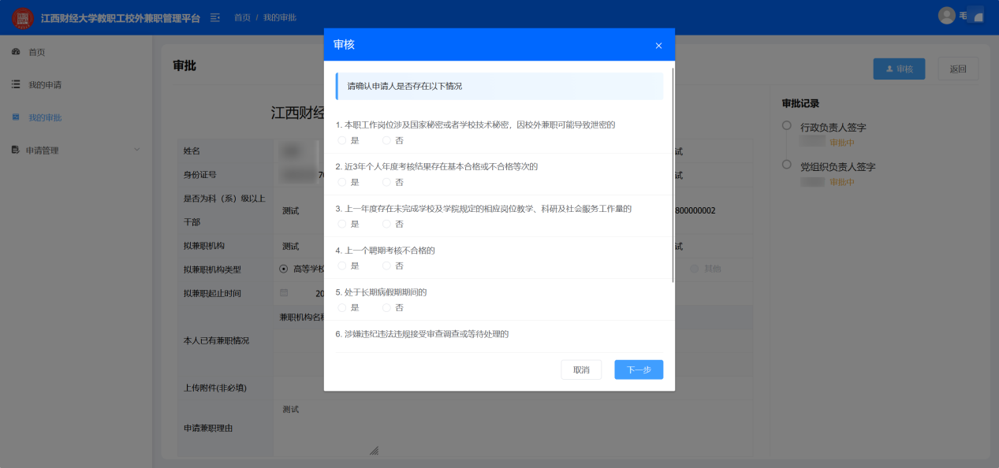 江西财经大学教职工校外兼职管理平台
首页 / 我的审批
毛
首页
我的申请
我的审批
申请管理
审批
审核
返回
江西财经
姓名
试
身份证号
70
试
是否为科（系）级以上
干部
测试
800000002
拟兼职机构
测试
试
拟兼职机构类型
高等学校
其他
拟兼职起止时间
20
兼职机构名称
本人已有兼职情况
上传附件(非必填)
测试
申请兼职理由
审核
请确认申请人是否存在以下情况
1. 本职工作岗位涉及国家秘密或者学校技术秘密，因校外兼职可能导致泄密的
是 否
2. 近3年个人年度考核结果存在基本合格或不合格等次的
是 否
3. 上一年度存在未完成学校及学院规定的相应岗位教学、科研及社会服务工作量的
是 否
4. 上一个聘期考核不合格的
是 否
5. 处于长期病假期期间的
是 否
6. 涉嫌违纪违法违规接受审查调查或等待处理的
取消
下一步
审批记录
行政负责人签字
审批中
党组织负责人签字
审批中